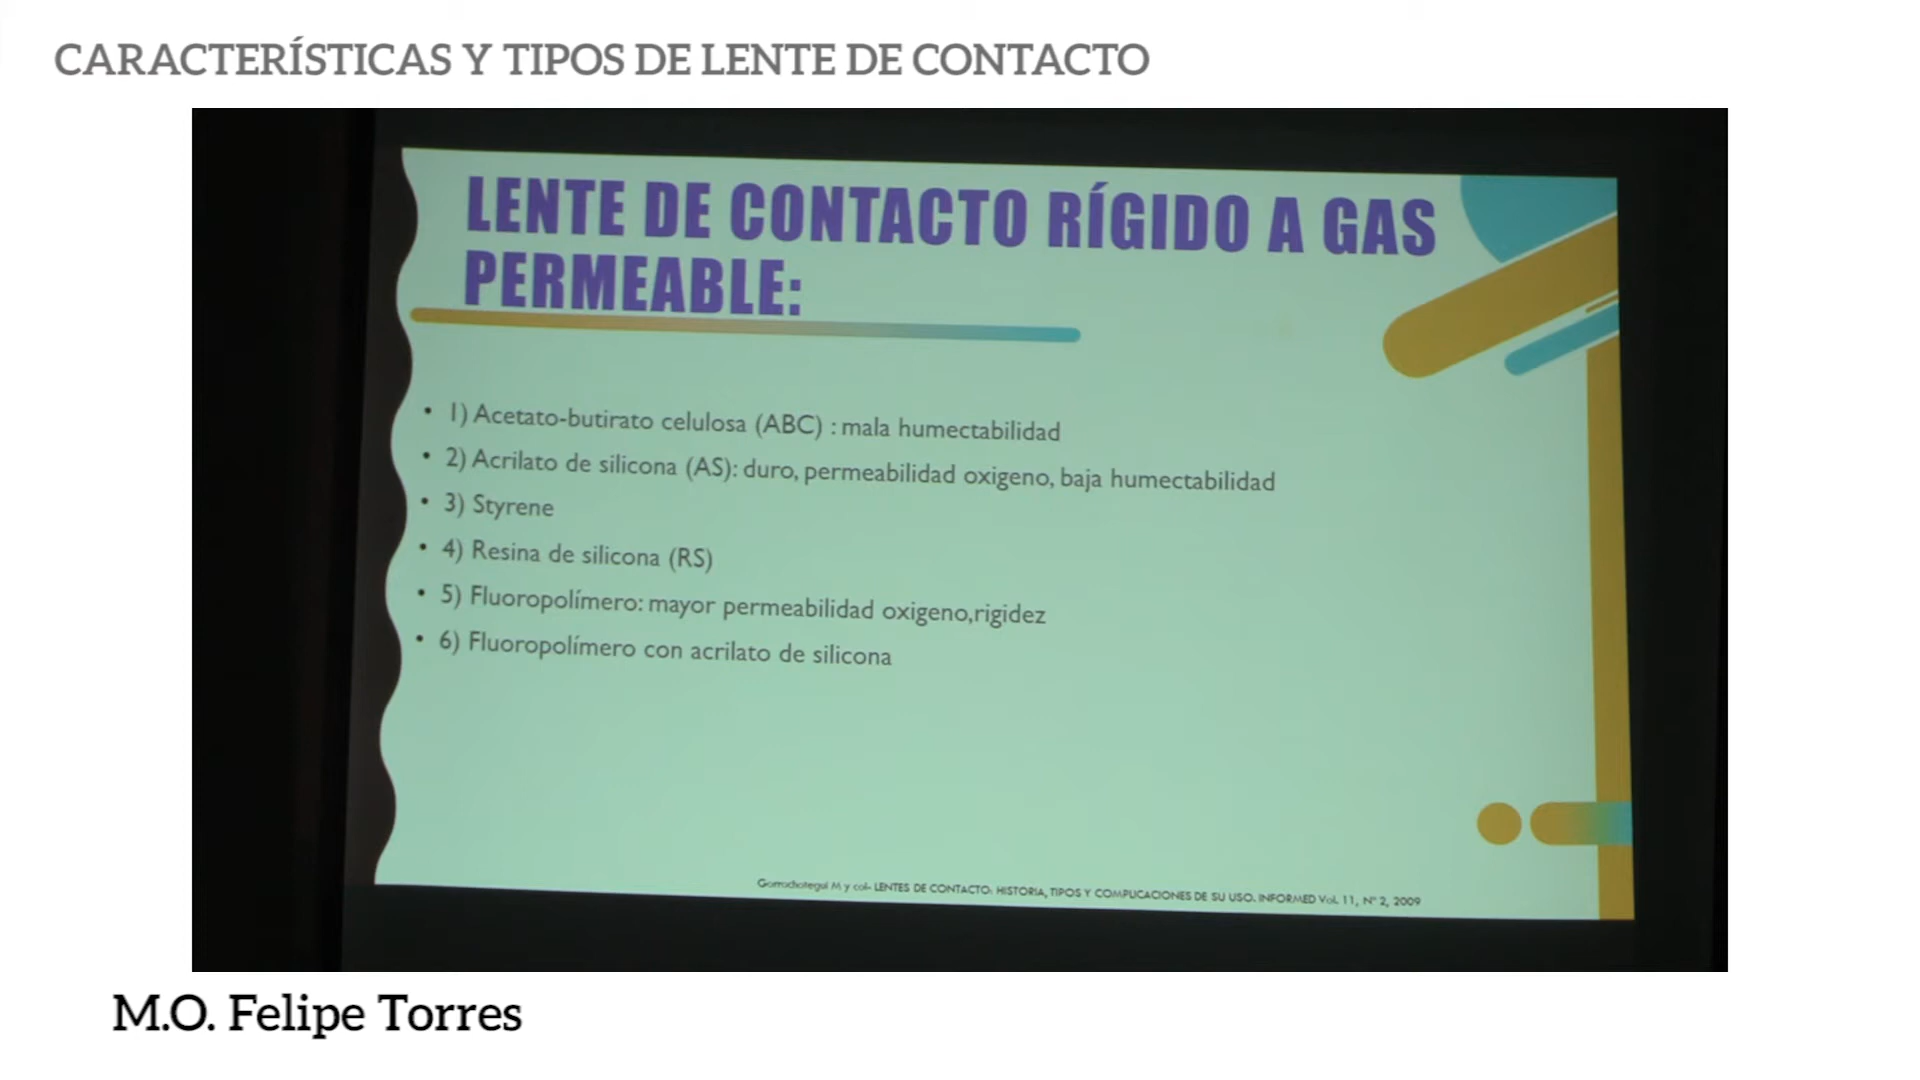 CARACTERÍSTICAS Y TIPOS DE LENTE DE CONTACTO
LENTE DE CONTACTO RÍGIDO A GAS
PERMEABLE:
• 1) Acetato-butirato celulosa (ABC) : mala humectabilidad
• 2) Acrilato de silicona (AS): duro, permeabilidad oxigeno, baja humectabilidad
• 3) Styrene
• 4) Resina de silicona (RS)
• 5) Fluoropolímero: mayor permeabilidad oxigeno,rigidez
• 6) Fluoropolímero con acrilato de silicona
Gorrochotegui M y col- LENTES DE CONTACTO: HISTORIA, TIPOS Y COMPLICACIONES DE SU USO. INFORMED Vol. 11, Nº 2, 2009
M.O. Felipe Torres